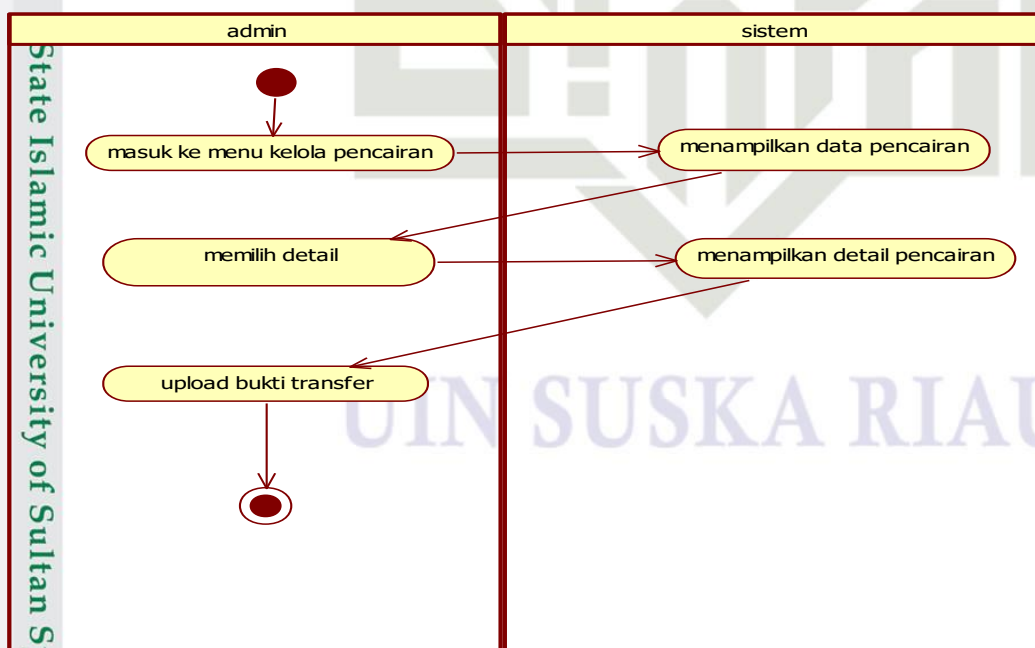 admin
sistem
masuk ke menu kelola pencairan
menampilkan data pencairan
memilih detail
menampilkan detail pencairan
upload bukti transfer
State Islamic University of Sultan S
UIN SUSKA RIAU